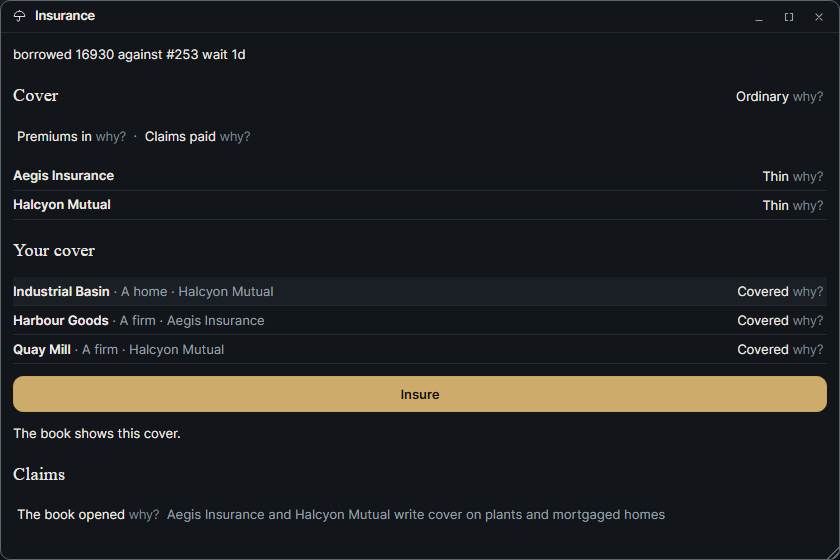 Insurance
borrowed 16930 against #253 wait 1d
Cover
Ordinary why?
Premiums in why? · Claims paid why?
Aegis Insurance
Thin why?
Halcyon Mutual
Thin why?
Your cover
Industrial Basin · A home · Halcyon Mutual
Covered why?
Harbour Goods · A firm · Aegis Insurance
Covered why?
Quay Mill · A firm · Halcyon Mutual
Covered why?
Insure
The book shows this cover.
Claims
The book opened why? Aegis Insurance and Halcyon Mutual write cover on plants and mortgaged homes